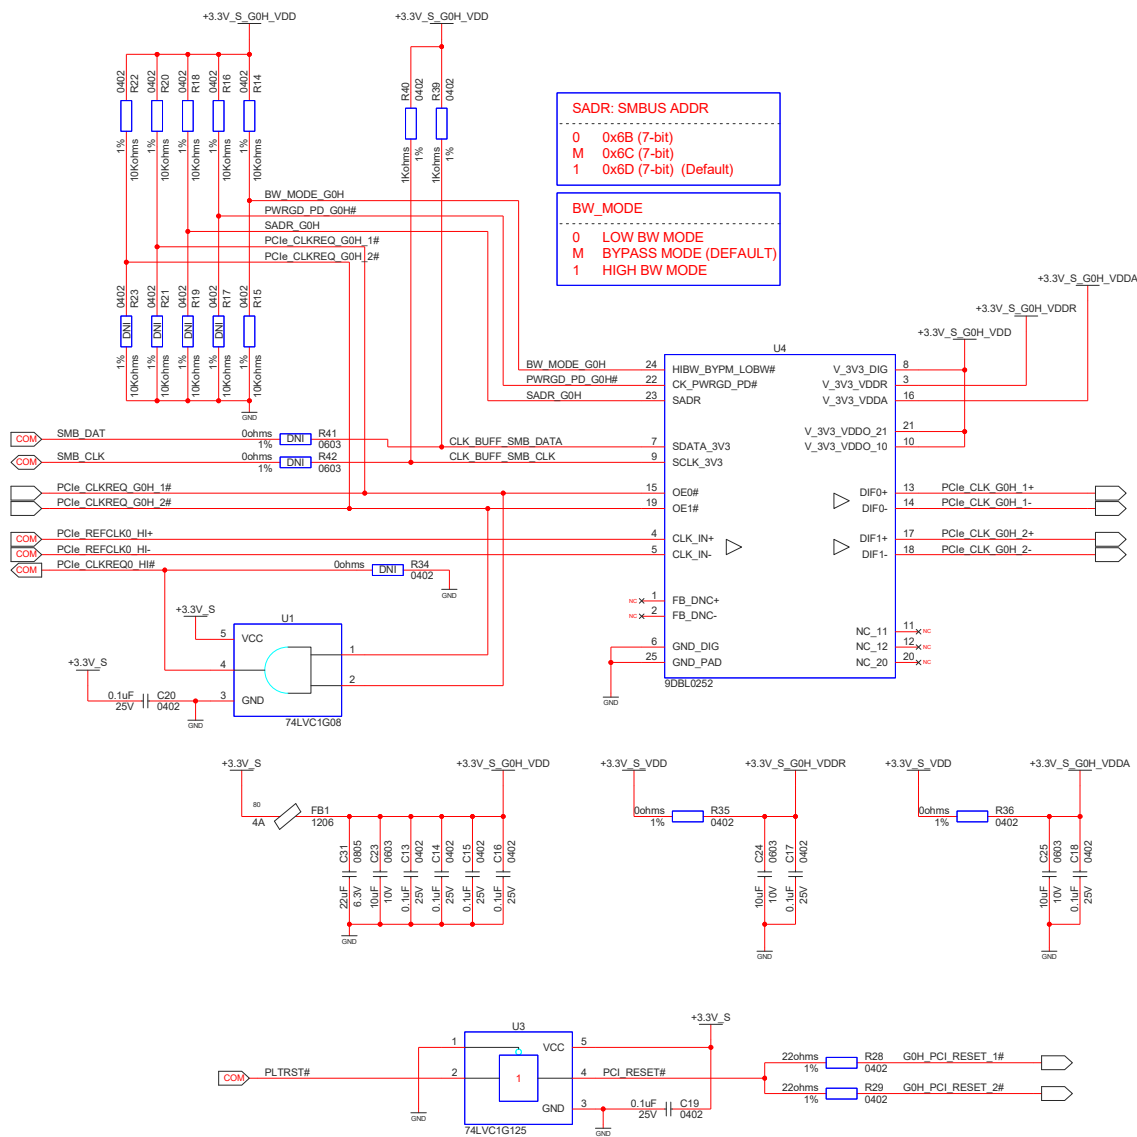 +3.3V_S_G0H_VDD
+3.3V_S_G0H_VDD
0402 R22
0402 R20
0402 R18
0402 R16
0402 R14
1% 10Kohms
1% 10Kohms
1% 10Kohms
1% 10Kohms
1% 10Kohms
R40 0402
R39 0402
1Kohms 1%
1Kohms 1%
SADR: SMBUS ADDR
0 0x6B (7-bit)
M 0x6C (7-bit)
1 0x6D (7-bit) (Default)
BW_MODE
0 LOW BW MODE
M BYPASS MODE (DEFAULT)
1 HIGH BW MODE
BW_MODE_G0H
PWRGD_PD_G0H#
SADR_G0H
PCIe_CLKREQ_G0H_1#
PCIe_CLKREQ_G0H_2#
0402 R23
0402 R21
0402 R19
0402 R17
0402 R15
DNI
DNI
DNI
DNI
1% 10Kohms
1% 10Kohms
1% 10Kohms
1% 10Kohms
1% 10Kohms
GND
+3.3V_S_G0H_VDDA
+3.3V_S_G0H_VDDR
+3.3V_S_G0H_VDD
U4
BW_MODE_G0H 24 HIBW_BYPM_LOBW#
PWRGD_PD_G0H# 22 CK_PWRGD_PD#
SADR_G0H 23 SADR
V_3V3_DIG 8
V_3V3_VDDR 3
V_3V3_VDDA 16
V_3V3_VDDO_21 21
V_3V3_VDDO_10 10
COM SMB_DAT 0ohms 1% DNI R41 0603 CLK_BUFF_SMB_DATA 7 SDATA_3V3
COM SMB_CLK 0ohms 1% DNI R42 0603 CLK_BUFF_SMB_CLK 9 SCLK_3V3
PCIe_CLKREQ_G0H_1# 15 OE0#
PCIe_CLKREQ_G0H_2# 19 OE1#
DIF0+ 13 PCIe_CLK_G0H_1+
DIF0- 14 PCIe_CLK_G0H_1-
COM PCIe_REFCLK0_HI+ 4 CLK_IN+
COM PCIe_REFCLK0_HI- 5 CLK_IN-
DIF1+ 17 PCIe_CLK_G0H_2+
DIF1- 18 PCIe_CLK_G0H_2-
COM PCIe_CLKREQ0_HI# 0ohms DNI R34 0402
GND
NC 1 FB_DNC+
NC 2 FB_DNC-
NC_11 11 NC
NC_12 12 NC
NC_20 20 NC
6 GND_DIG
25 GND_PAD
9DBL0252
GND
+3.3V_S
U1
5 VCC
1
4
2
3 GND
74LVC1G08
+3.3V_S
0.1uF 25V C20 0402
GND
+3.3V_S
80
4A
FB1
1206
+3.3V_S_G0H_VDD
C31 0805
C23 0603
C13 0402
C14 0402
C15 0402
C16 0402
22uF 6.3V
10uF 10V
0.1uF 25V
0.1uF 25V
0.1uF 25V
0.1uF 25V
GND
+3.3V_S_VDD
+3.3V_S_G0H_VDDR
0ohms 1% R35 0402
C24 0603
C17 0402
10uF 10V
0.1uF 25V
GND
+3.3V_S_VDD
+3.3V_S_G0H_VDDA
0ohms 1% R36 0402
C25 0603
C18 0402
10uF 10V
0.1uF 25V
GND
U3
+3.3V_S
1
VCC 5
COM PLTRST# 2
1
4 PCI_RESET#
GND 3
74LVC1G125
GND
0.1uF 25V C19 0402
GND
22ohms 1% R28 0402 G0H_PCI_RESET_1#
22ohms 1% R29 0402 G0H_PCI_RESET_2#